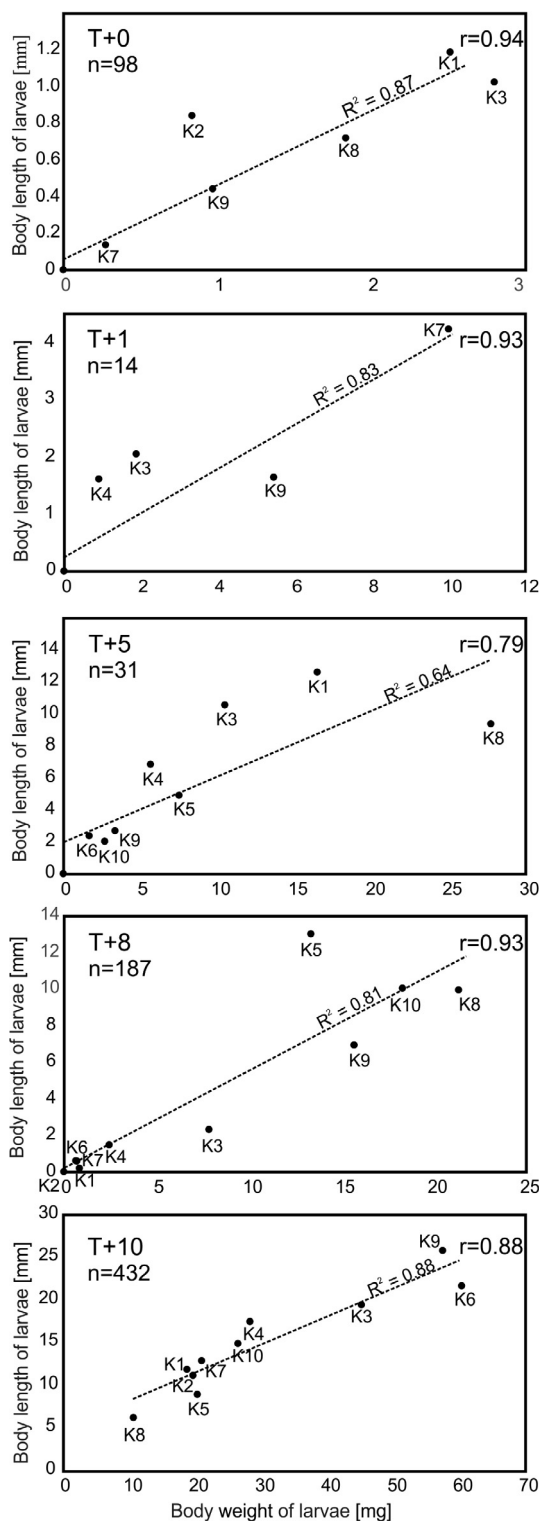 T+0
n=98
r=0.94
R² = 0.87
K1
K2
K3
K8
K9
K7
Body length of larvae [mm]
1.2
1.0
0.8
0.6
0.4
0.2
0
0 1 2 3
T+1
n=14
r=0.93
R² = 0.83
K7
K3
K4
K9
Body length of larvae [mm]
4
3
2
1
0
0 2 4 6 8 10 12
T+5
n=31
r=0.79
R² = 0.64
K1
K3
K8
K4
K5
K6
K9
K10
Body length of larvae [mm]
14
12
10
8
6
4
2
0
0 5 10 15 20 25 30
T+8
n=187
r=0.93
R² = 0.81
K5
K10
K8
K9
K6
K7
K4
K3
K2
K1
Body length of larvae [mm]
14
12
10
8
6
4
2
0
0 5 10 15 20 25
T+10
n=432
r=0.88
R² = 0.88
K9
K6
K3
K4
K10
K1
K7
K2
K5
K8
Body length of larvae [mm]
30
25
20
15
10
5
0
0 10 20 30 40 50 60 70
Body weight of larvae [mg]